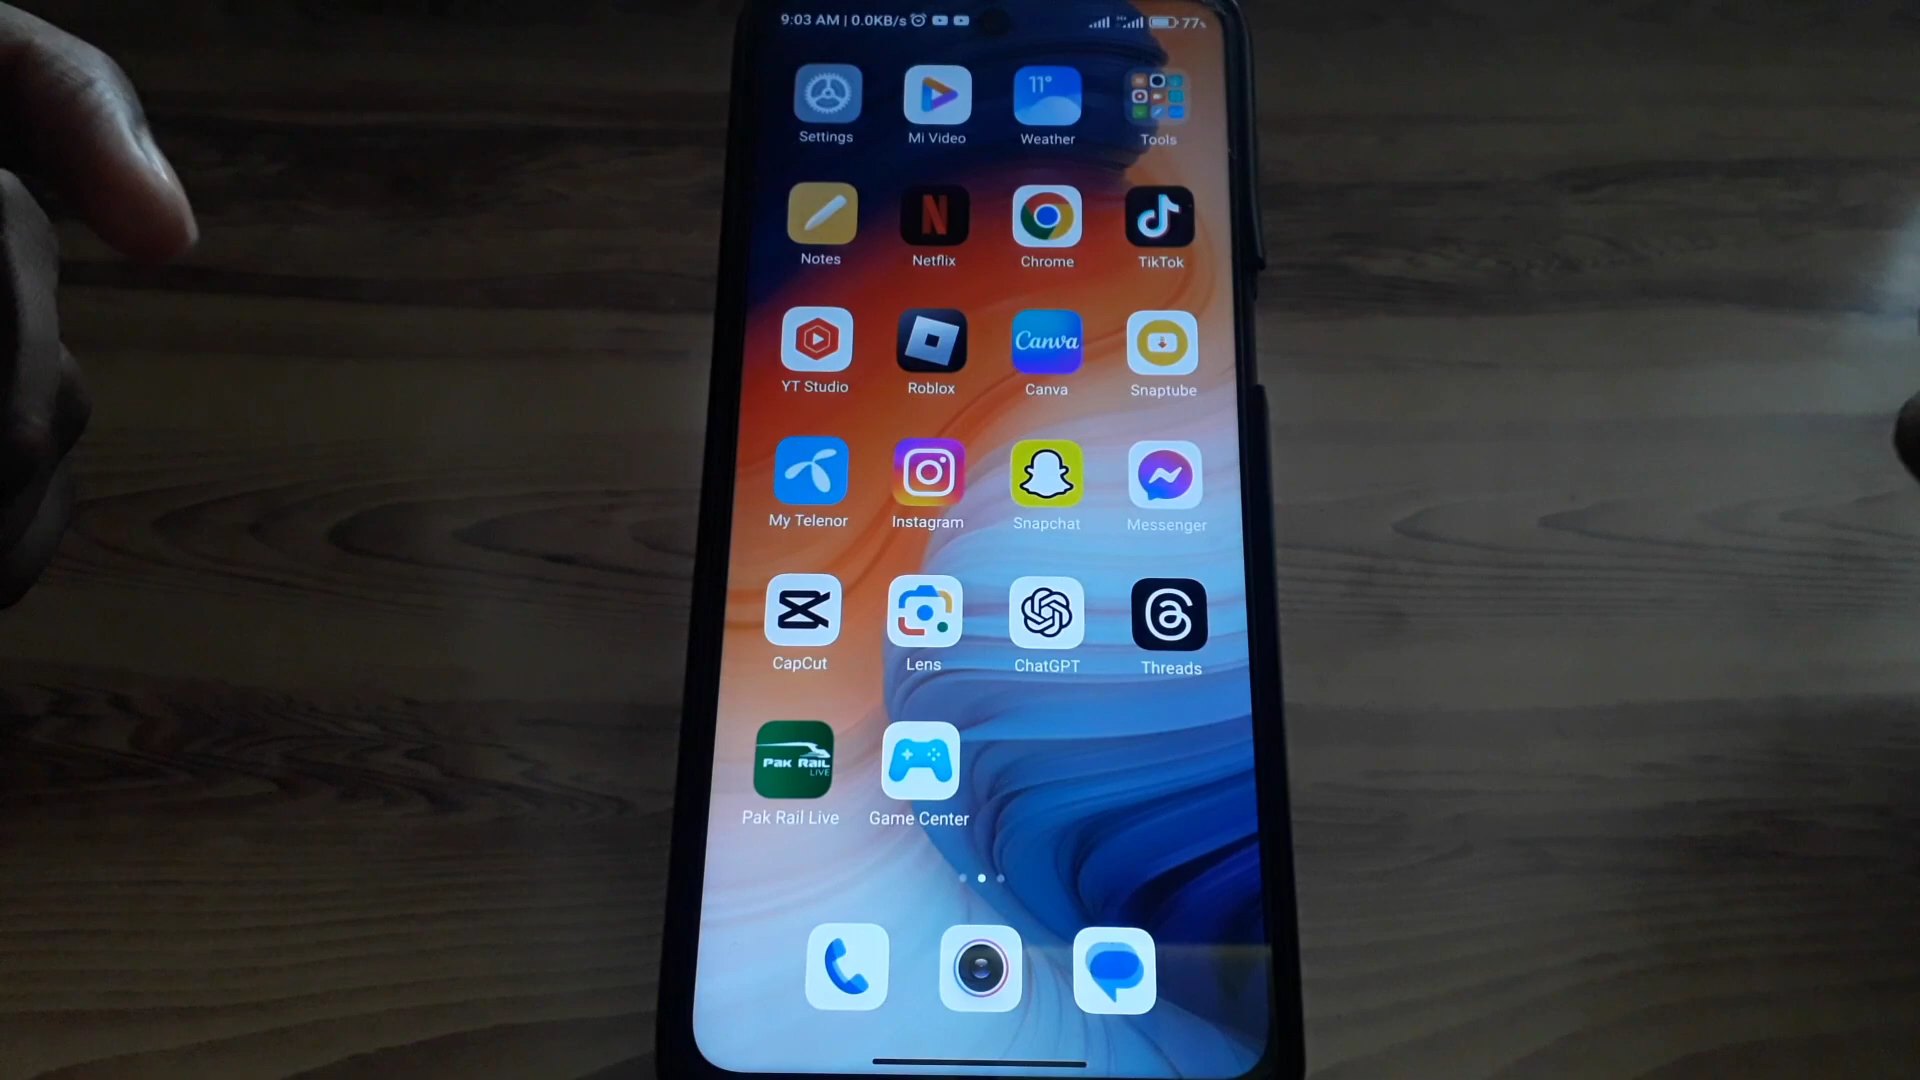 9:03 AM | 0.0KB/s
77%
11°
Settings
Mi Video
Weather
Tools
Notes
Netflix
Chrome
TikTok
Canva
YT Studio
Roblox
Canva
Snaptube
My Telenor
Instagram
Snapchat
Messenger
CapCut
Lens
ChatGPT
Threads
PAK RAIL
LIVE
Pak Rail Live
Game Center